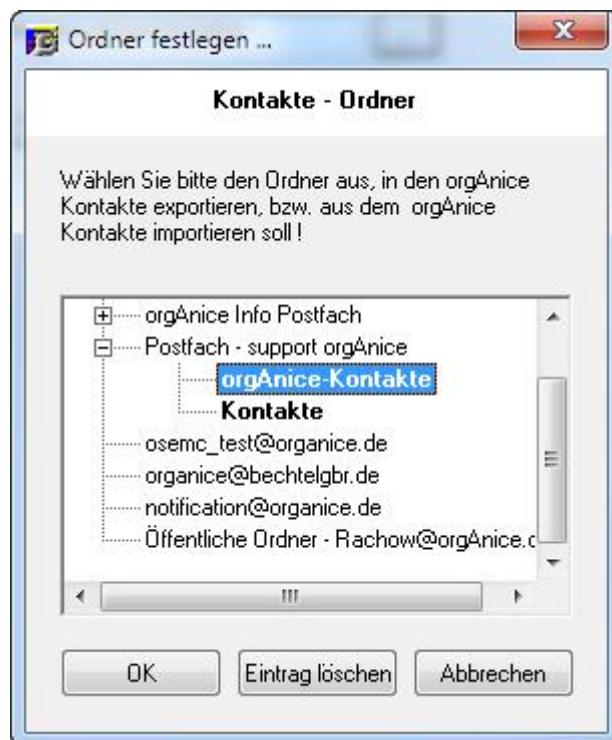 Ordner festlegen ...
Kontakte - Ordner
Wählen Sie bitte den Ordner aus, in den orgAnice
Kontakte exportieren, bzw. aus dem orgAnice
Kontakte importieren soll !
orgAnice Info Postfach
Postfach - support orgAnice
orgAnice-Kontakte
Kontakte
osemc_test@organice.de
organice@bechtelgbr.de
notification@organice.de
Öffentliche Ordner - Rachow@orgAnice.c
OK
Eintrag löschen
Abbrechen